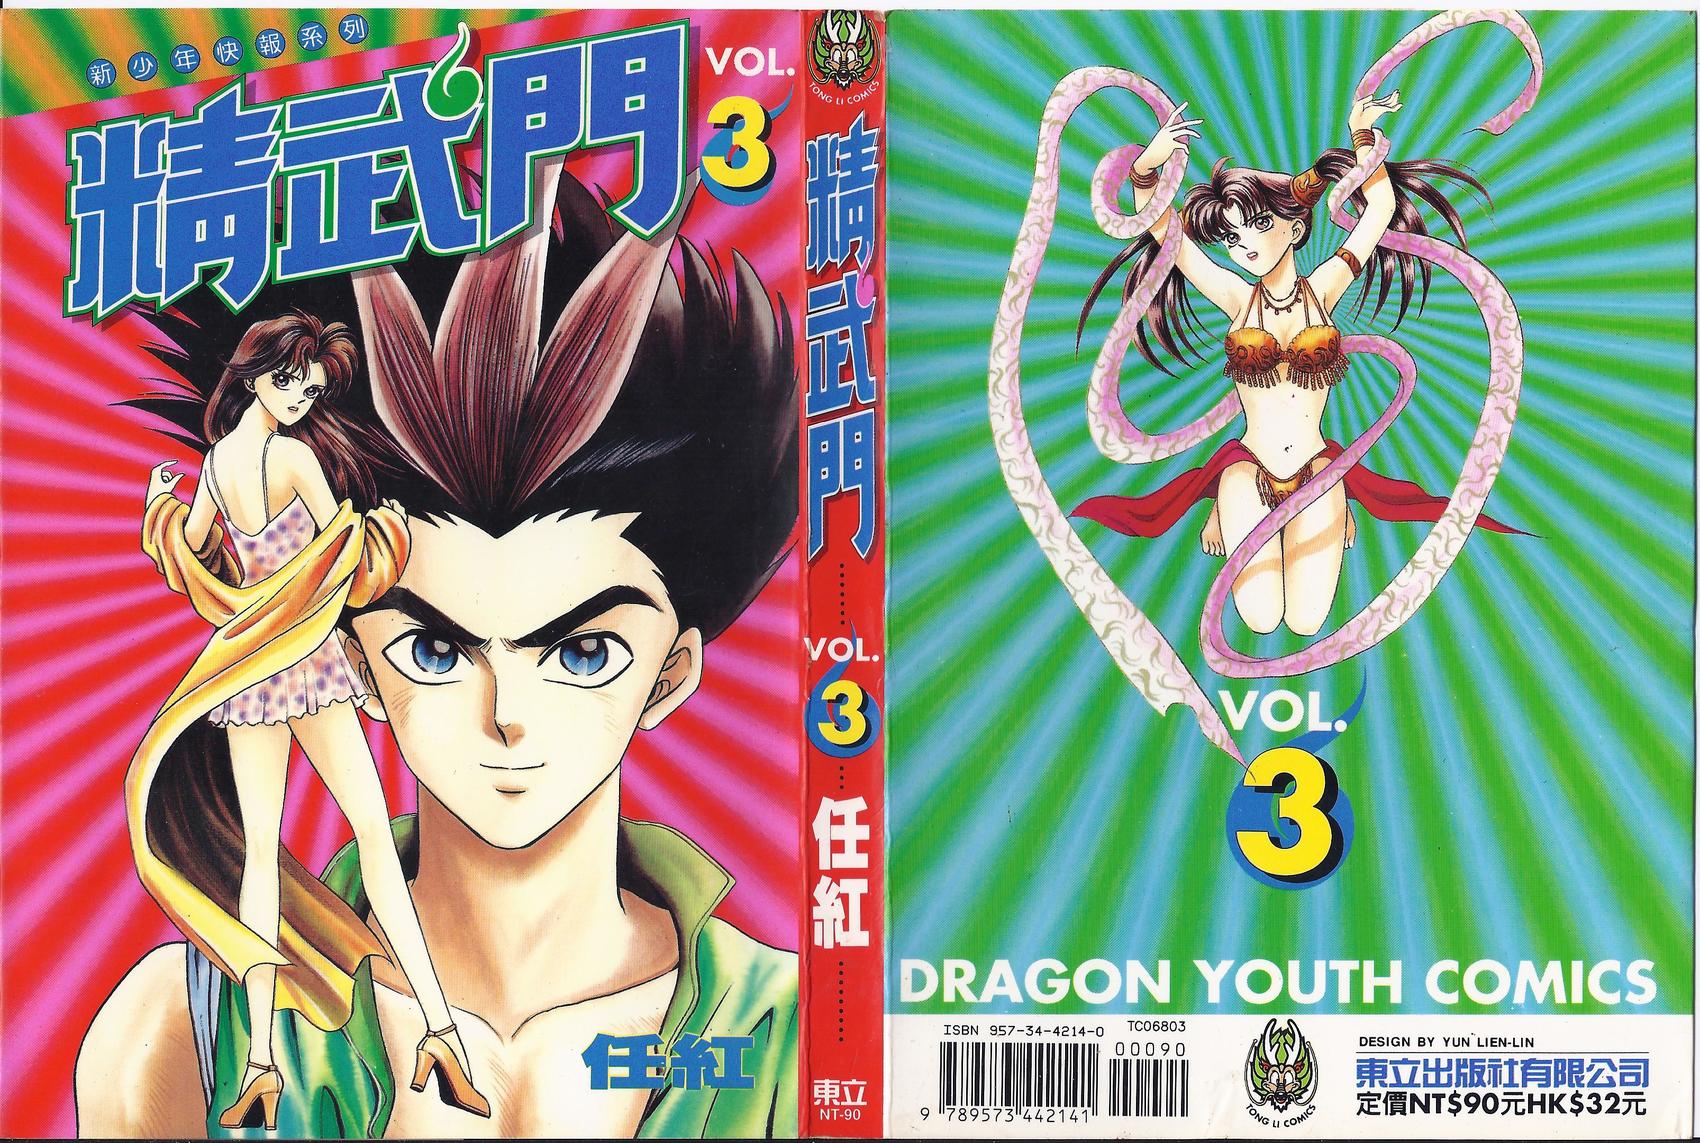 新少年快報系列
精武門
VOL.
3
任紅
TONG LI COMICS
精武門
VOL.
3
任紅
東立
NT-90
VOL.
3
DRAGON YOUTH COMICS
ISBN 957-34-4214-0 TC06803
00090
9 789573 442141
TONG LI COMICS
DESIGN BY YUN LIEN-LIN
東立出版社有限公司
定價NT$90元HK$32元